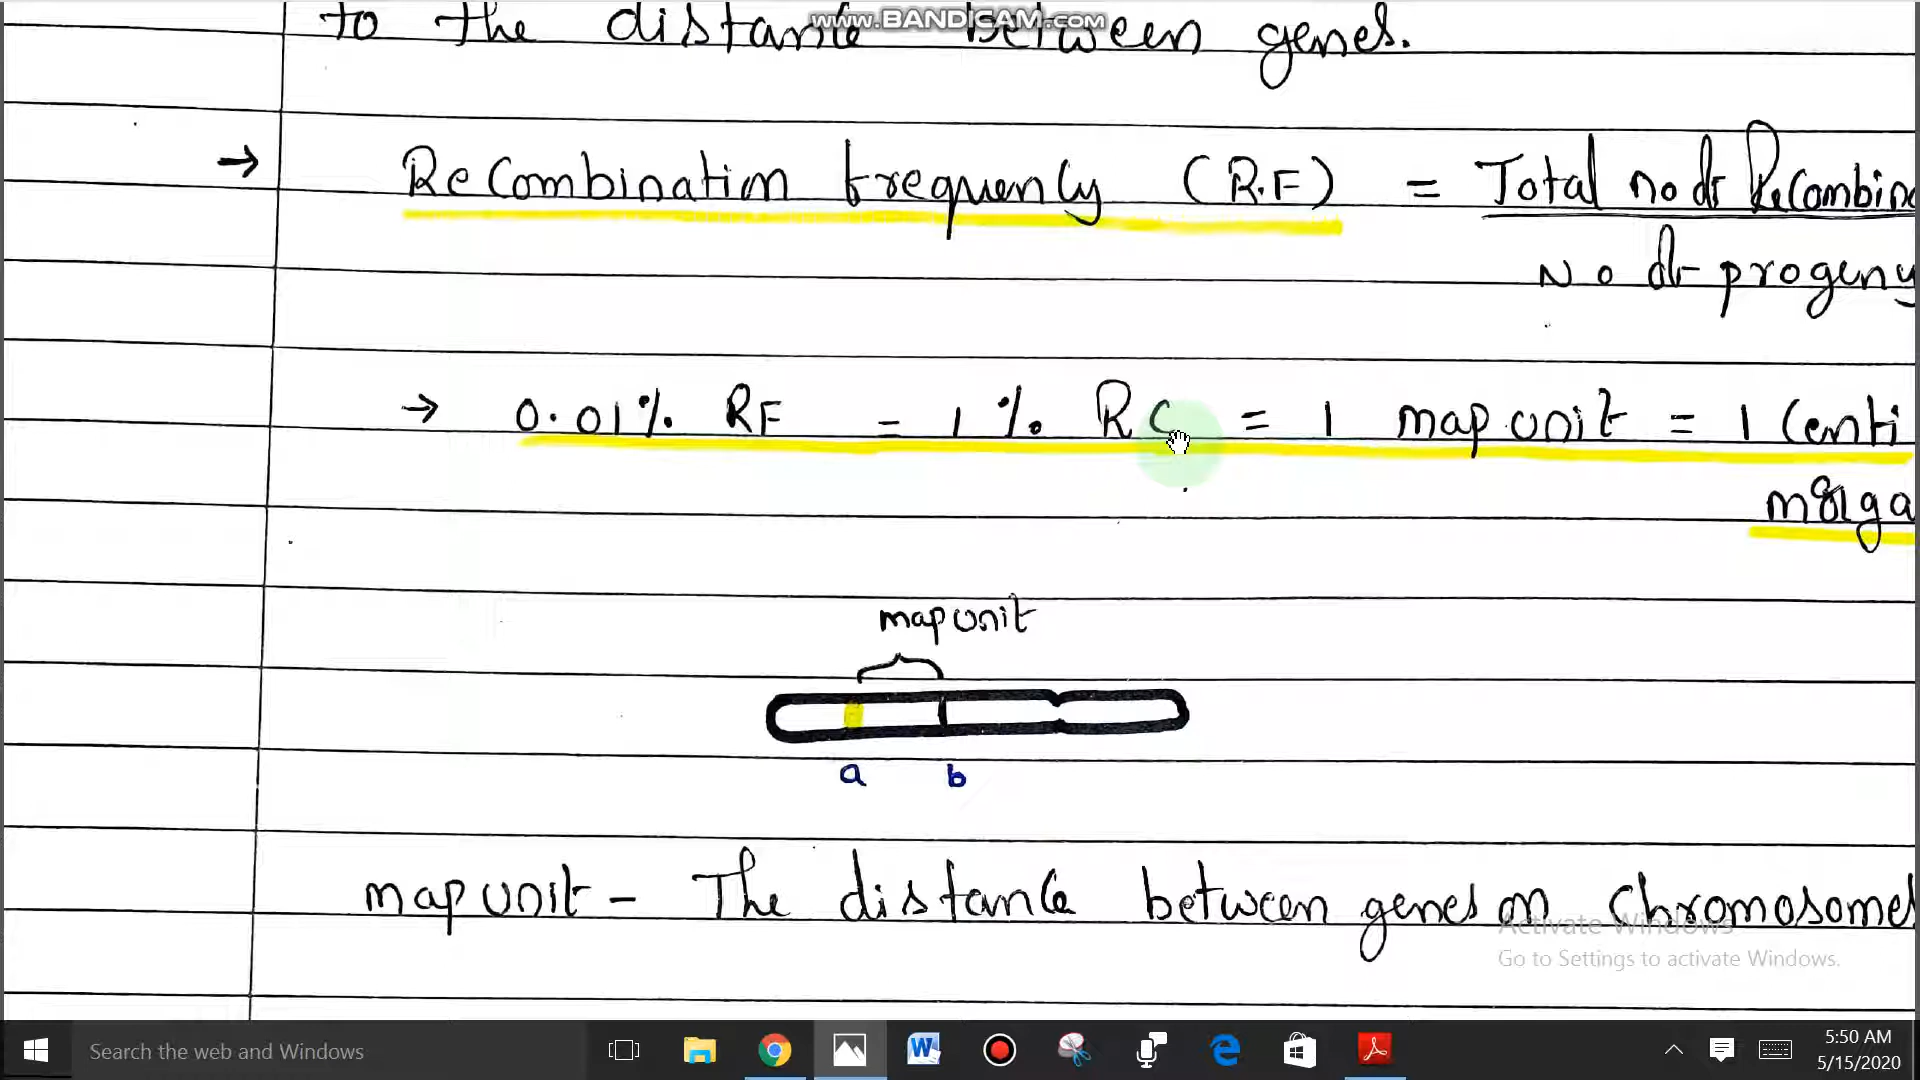 www.BANDICAM.com
to the distance between genes.
→ Recombination frequency (R.F) = Total no of Recombina
No of progeny
→ 0.01% RF = 1 % RC = 1 map unit = 1 Centi
morga
map unit
a b
map unit - The distance between genes on chromosomes
Activate Windows
Go to Settings to activate Windows.
Search the web and Windows
5:50 AM
5/15/2020